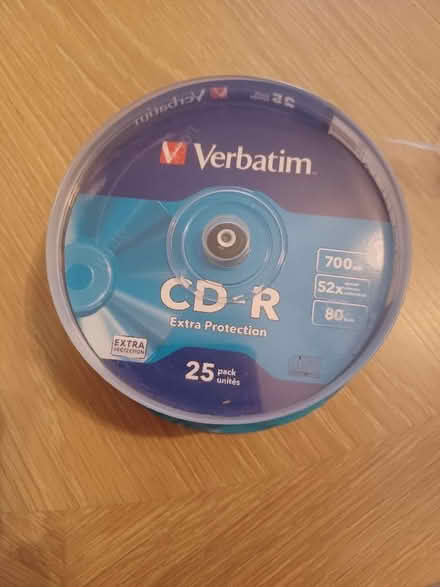 Verbatim
CD-R
Extra Protection
700
52x
80
EXTRA
PROTECTION
25 pack
unités